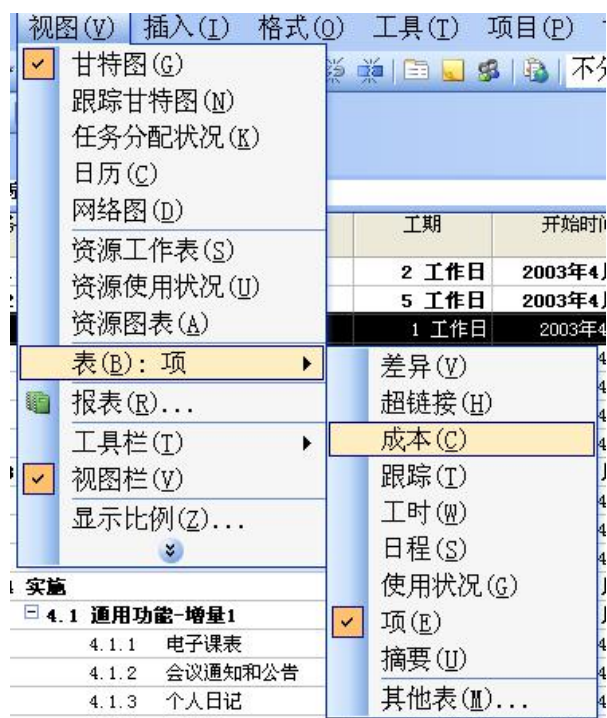 视图(V) 插入(I) 格式(O) 工具(T) 项目(P)
甘特图(G)
跟踪甘特图(N)
任务分配状况(K)
日历(C)
网络图(D)
资源工作表(S)
资源使用状况(U)
资源图表(A)
表(B): 项
报表(R)...
工具栏(T)
视图栏(V)
显示比例(Z)...
工期 开始时间
2 工作日 2003年4月
5 工作日 2003年4月
1 工作日 2003年4
差异(V)
超链接(H)
成本(C)
跟踪(T)
工时(W)
日程(S)
使用状况(G)
项(E)
摘要(U)
其他表(M)...
实施
4.1 通用功能-增量1
4.1.1 电子课表
4.1.2 会议通知和公告
4.1.3 个人日记